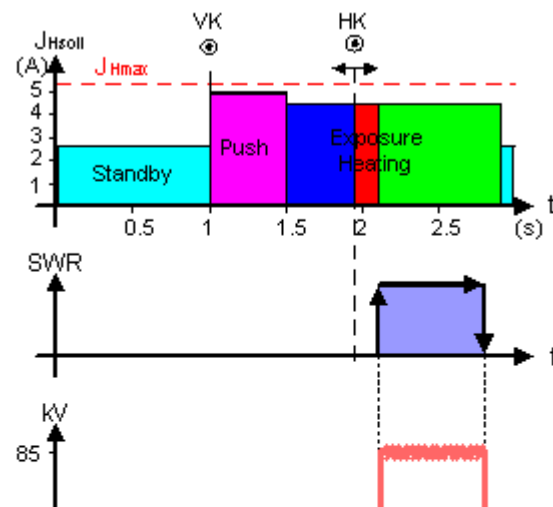 VK HK
JHsoll
(A)
JHmax
5
4
3
2
1
Standby
Push
Exposure
Heating
0.5 1 1.5 2 2.5 (s) t
SWR
t
KV
85